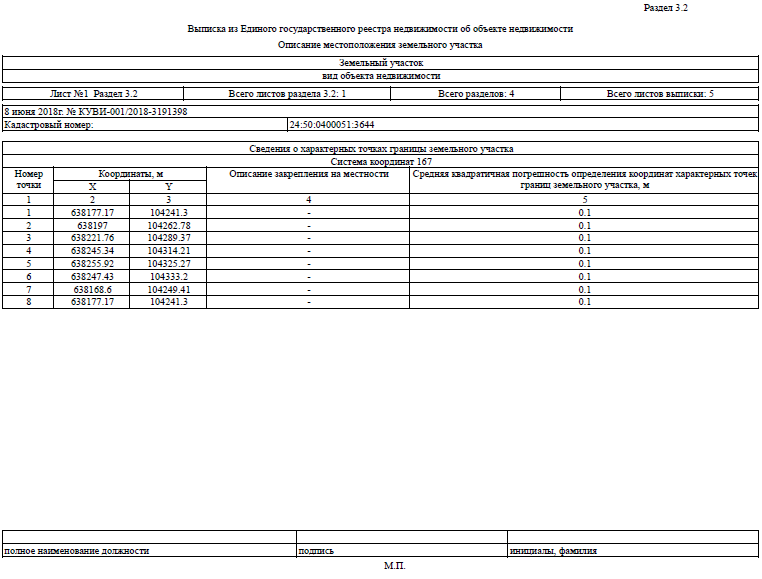 Раздел 3.2
Выписка из Единого государственного реестра недвижимости об объекте недвижимости
Описание местоположения земельного участка
Земельный участок
вид объекта недвижимости
Лист №1 Раздел 3.2 Всего листов раздела 3.2: 1 Всего разделов: 4 Всего листов выписки: 5
8 июня 2018г. № КУВИ-001/2018-3191398
Кадастровый номер: 24:50:0400051:3644
Сведения о характерных точках границы земельного участка
Система координат 167
Номер точки Координаты, м Описание закрепления на местности Средняя квадратичная погрешность определения координат характерных точек границ земельного участка, м
X Y
1 2 3 4 5
1 638177.17 104241.3 - 0.1
2 638197 104262.78 - 0.1
3 638221.76 104289.37 - 0.1
4 638245.34 104314.21 - 0.1
5 638255.92 104325.27 - 0.1
6 638247.43 104333.2 - 0.1
7 638168.6 104249.41 - 0.1
8 638177.17 104241.3 - 0.1
полное наименование должности подпись инициалы, фамилия
М.П.